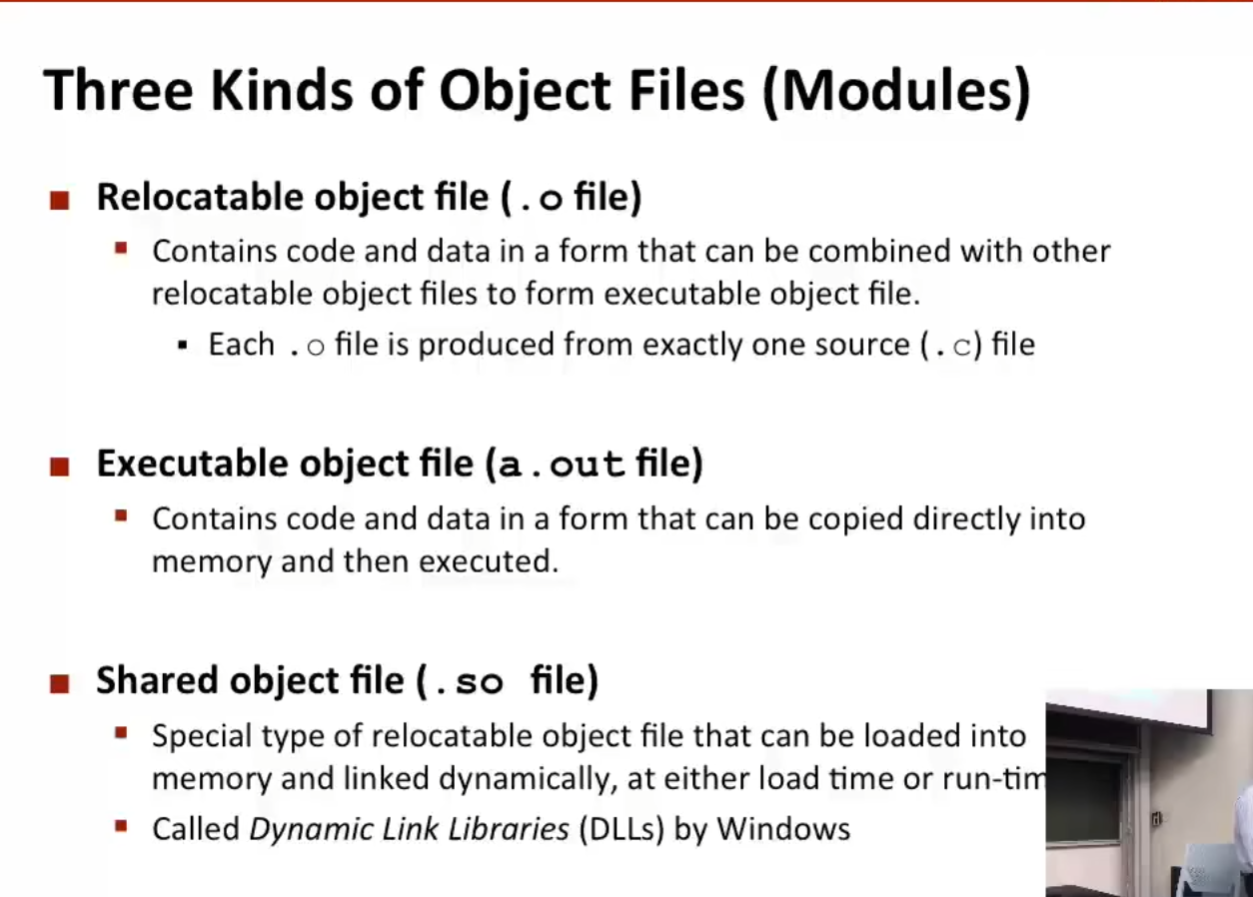 Three Kinds of Object Files (Modules)
Relocatable object file (.o file)
Contains code and data in a form that can be combined with other
relocatable object files to form executable object file.
Each .o file is produced from exactly one source (.c) file
Executable object file (a.out file)
Contains code and data in a form that can be copied directly into
memory and then executed.
Shared object file (.so file)
Special type of relocatable object file that can be loaded into
memory and linked dynamically, at either load time or run-tim
Called Dynamic Link Libraries (DLLs) by Windows